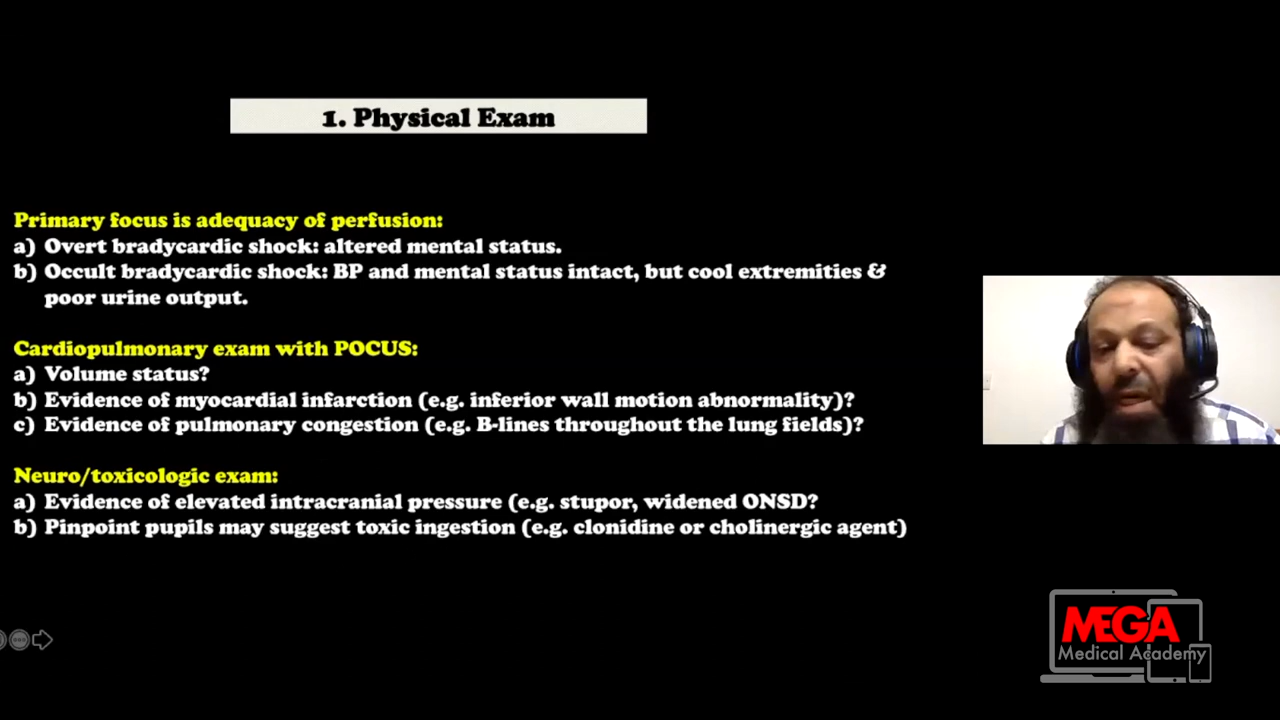 1. Physical Exam
Primary focus is adequacy of perfusion:
a) Overt bradycardic shock: altered mental status.
b) Occult bradycardic shock: BP and mental status intact, but cool extremities &
poor urine output.
Cardiopulmonary exam with POCUS:
a) Volume status?
b) Evidence of myocardial infarction (e.g. inferior wall motion abnormality)?
c) Evidence of pulmonary congestion (e.g. B-lines throughout the lung fields)?
Neuro/toxicologic exam:
a) Evidence of elevated intracranial pressure (e.g. stupor, widened ONSD?
b) Pinpoint pupils may suggest toxic ingestion (e.g. clonidine or cholinergic agent)
MEGA
Medical Academy